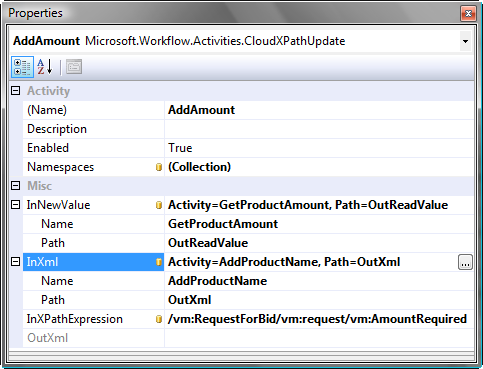 Properties
AddAmount Microsoft.Workflow.Activities.CloudXPathUpdate
Activity
(Name) AddAmount
Description
Enabled True
Namespaces (Collection)
Misc
InNewValue Activity=GetProductAmount, Path=OutReadValue
Name GetProductAmount
Path OutReadValue
InXml Activity=AddProductName, Path=OutXml ...
Name AddProductName
Path OutXml
InXPathExpression /vm:RequestForBid/vm:request/vm:AmountRequired
OutXml